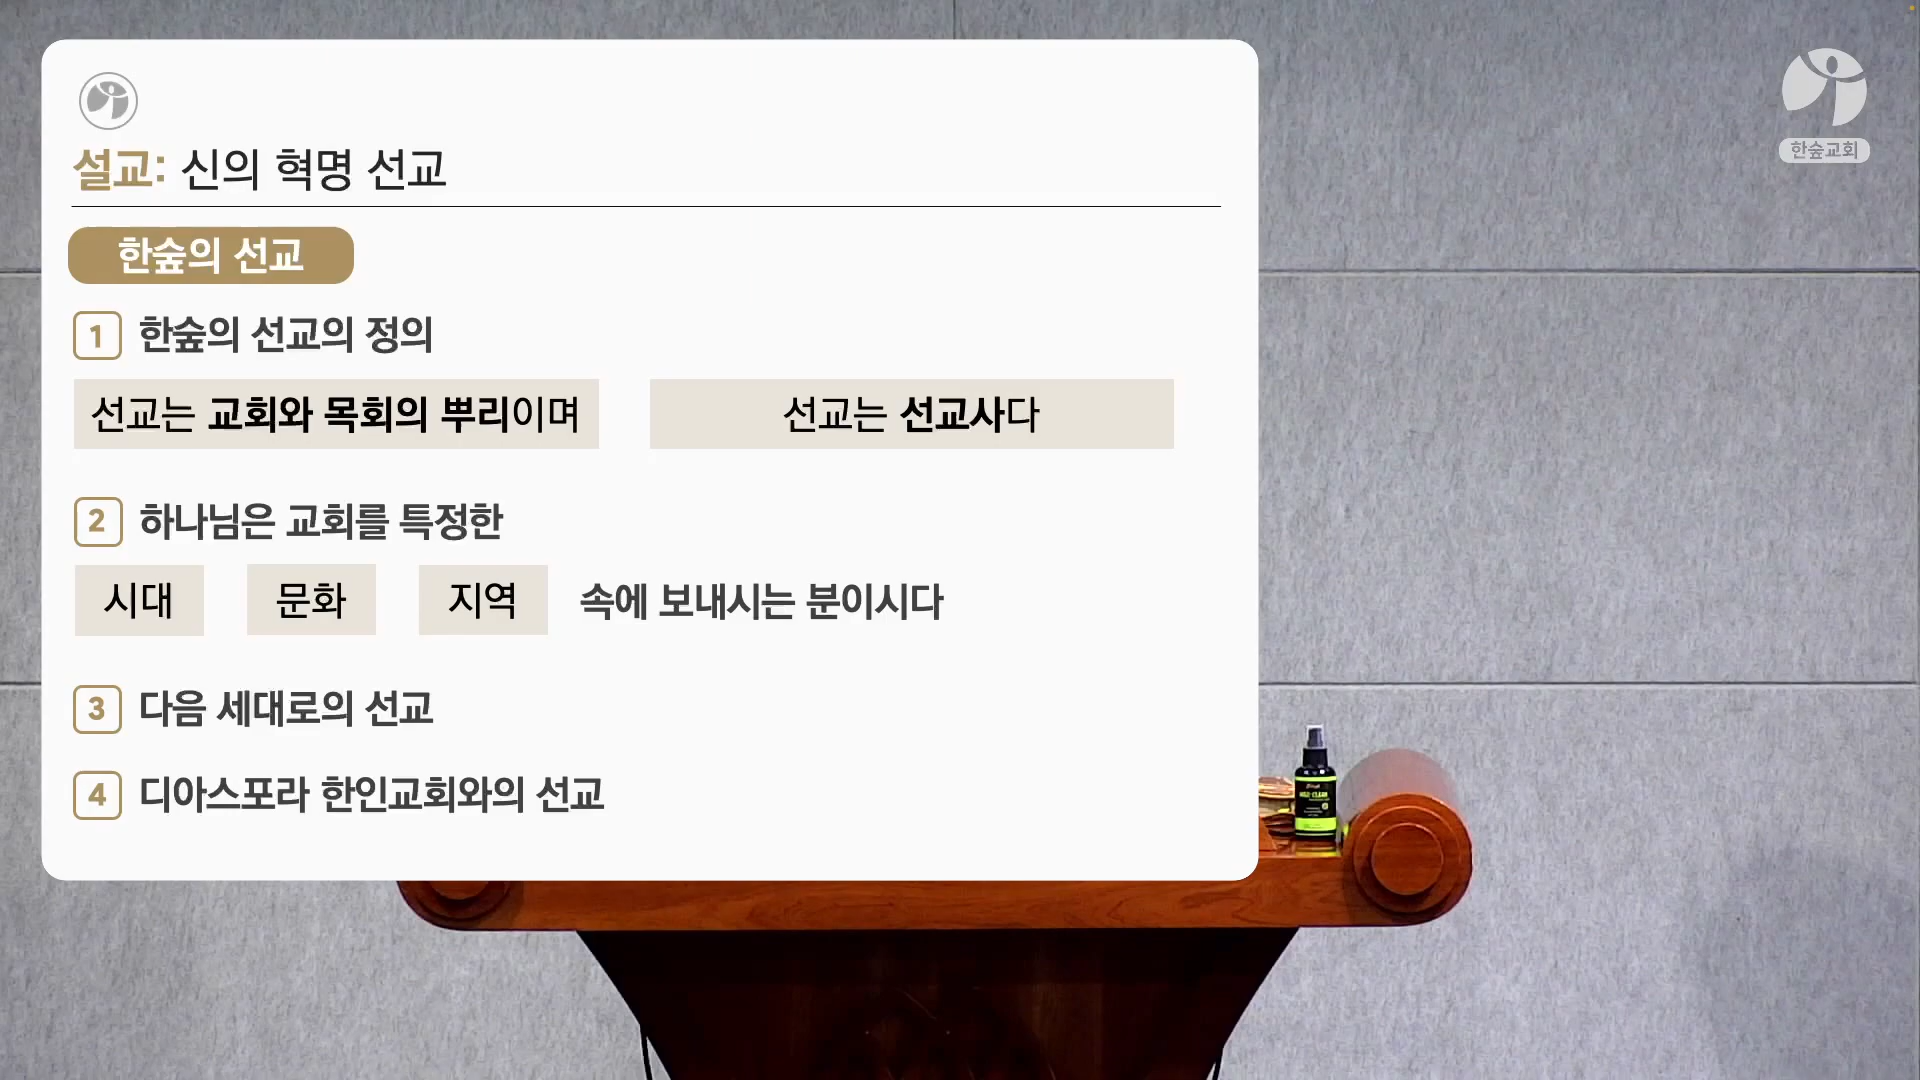 설교: 신의 혁명 선교
한숲교회
한숲의 선교
1 한숲의 선교의 정의
선교는 교회와 목회의 뿌리이며 선교는 선교사다
2 하나님은 교회를 특정한
시대 문화 지역 속에 보내시는 분이시다
3 다음 세대로의 선교
4 디아스포라 한인교회와의 선교